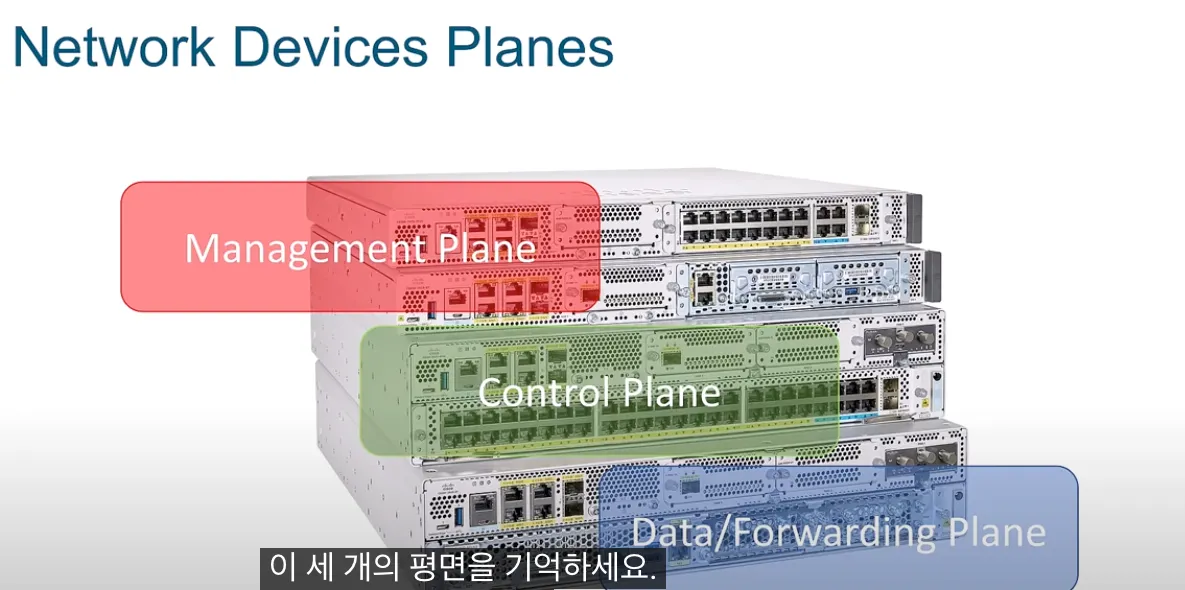 Network Devices Planes
Management Plane
Control Plane
Data/Forwarding Plane
이 세 개의 평면을 기억하세요.